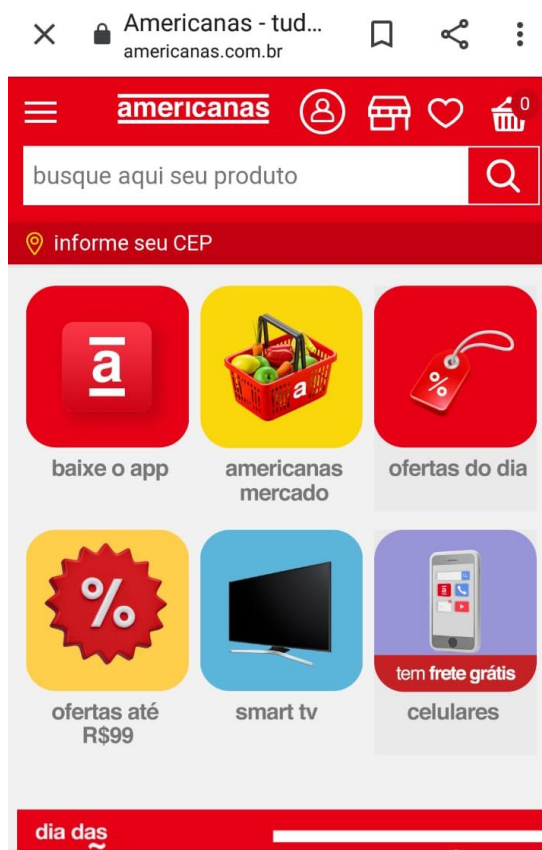 Americanas - tud...
americanas.com.br
americanas
0
busque aqui seu produto
informe seu CEP
a
a
%
baixe o app
americanas
mercado
ofertas do dia
%
tem frete grátis
ofertas até
R$99
smart tv
celulares
dia das